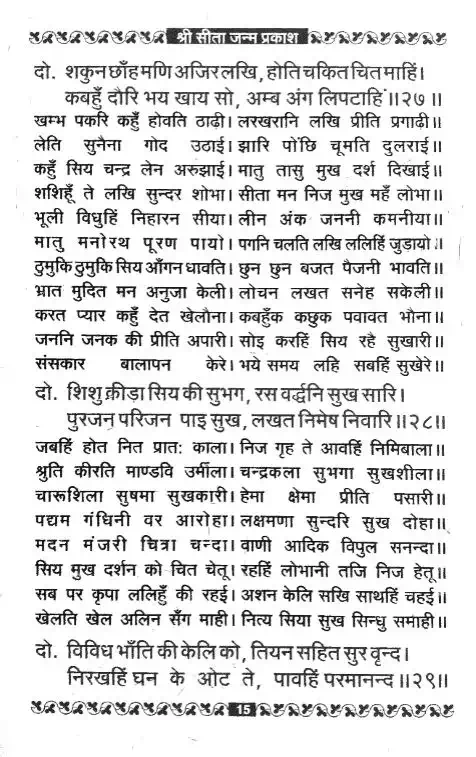 श्री सीता जन्म प्रकाश
दो. शकुन छाँह मणि अजिर लखि, होति चकित चित माहिं।
कबहुँ दौरि भय खाय सो, अम्ब अंग लिपटाहिं॥२७॥
खम्भ पकरि कहुँ होवति ठाढ़ी। लरखरानि लखि प्रीति प्रगाढ़ी॥
लेति सुनैना गोद उठाई। झारि पोंछि चूमति दुलराई॥
कहुँ सिय चन्द्र लेन अरुझाई। मातु तासु मुख दर्श दिखाई॥
शशिहूँ ते लखि सुन्दर शोभा। सीता मन निज मुख महँ लोभा॥
भूली विधुहिं निहारन सीया। लीन अंक जननी कमनीया॥
मातु मनोरथ पूरण पायो। पगनि चलति लखि ललिहिं जुड़ायो॥
ठुमुकि ठुमुकि सिय आँगन धावति। छुन छुन बजत पैजनी भावति॥
भ्रात मुदित मन अनुजा केली। लोचन लखत सनेह सकेली॥
करत प्यार कहुँ देत खेलौना। कबहुँक कछुक पवावत भौना॥
जननि जनक की प्रीति अपारी। सोइ करहिं सिय रहै सुखारी॥
संसकार बालापन केरे। भये समय लहि सबहिं सुखेरे॥
दो. शिशु क्रीड़ा सिय की सुभग, रस वर्द्धनि सुख सारि।
पुरजन परिजन पाइ सुख, लखत निमेष निवारि॥२८॥
जबहिं होत नित प्रातः काला। निज गृह ते आवहिं निमिबाला॥
श्रुति कीरति माण्डवि उर्मीला। चन्द्रकला सुभगा सुखशीला॥
चारूशिला सुषमा सुखकारी। हेमा क्षेमा प्रीति पसारी॥
पद्यम गंधिनी वर आरोहा। लक्षमणा सुन्दरि सुख दोहा॥
मदन मंजरी चित्रा चन्दा। वाणी आदिक विपुल सनन्दा॥
सिय मुख दर्शन को चित चेतू। रहहिं लोभानी तजि निज हेतू॥
सब पर कृपा ललिहुँ की रहई। अशन केलि सखि साथहिं चहई॥
खेलति खेल अलिन सँग माही। नित्य सिया सुख सिन्धु समाही॥
दो. विविध भाँति की केलि को, तियन सहित सुर वृन्द।
निरखहिं घन के ओट ते, पावहिं परमानन्द॥२९॥
15